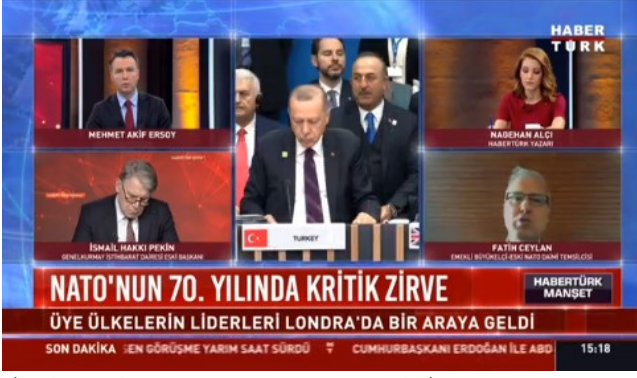 HABER
TÜRK
MEHMET AKİF ERSOY
NAGEHAN ALÇI
HABERTÜRK YAZARI
TURKEY
İSMAİL HAKKI PEKİN
GENELKURMAY İSTİHBARAT DAİRESİ ESKİ BAŞKANI
FATİH CEYLAN
EMEKLİ BÜYÜKELÇİ-ESKİ NATO DAİMİ TEMSİLCİSİ
NATO'NUN 70. YILINDA KRİTİK ZİRVE
HABERTÜRK
MANŞET
ÜYE ÜLKELERİN LİDERLERİ LONDRA'DA BİR ARAYA GELDİ
SON DAKİKA EN GÖRÜŞME YARIM SAAT SÜRDÜ CUMHURBAŞKANI ERDOĞAN İLE ABD 15:18